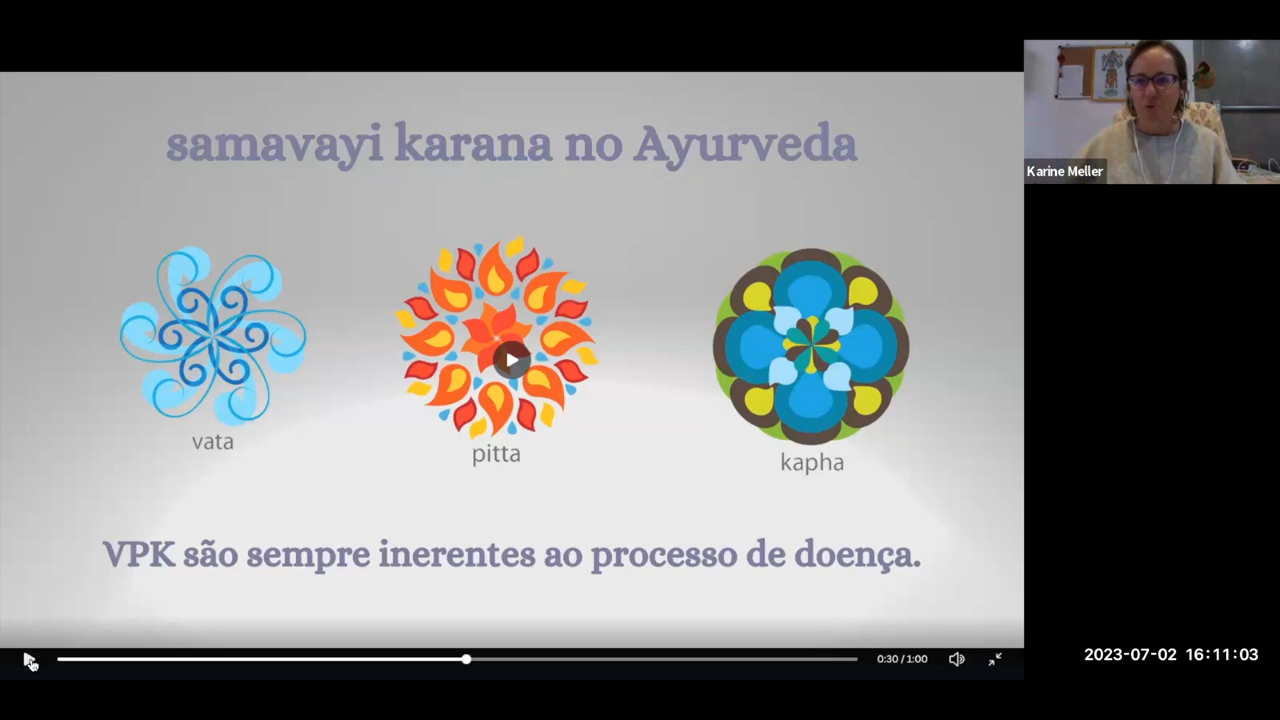 samavayi karana no Ayurveda
vata
pitta
kapha
VPK são sempre inerentes ao processo de doença.
0:30 / 1:00
Karine Meller
2023-07-02 16:11:03